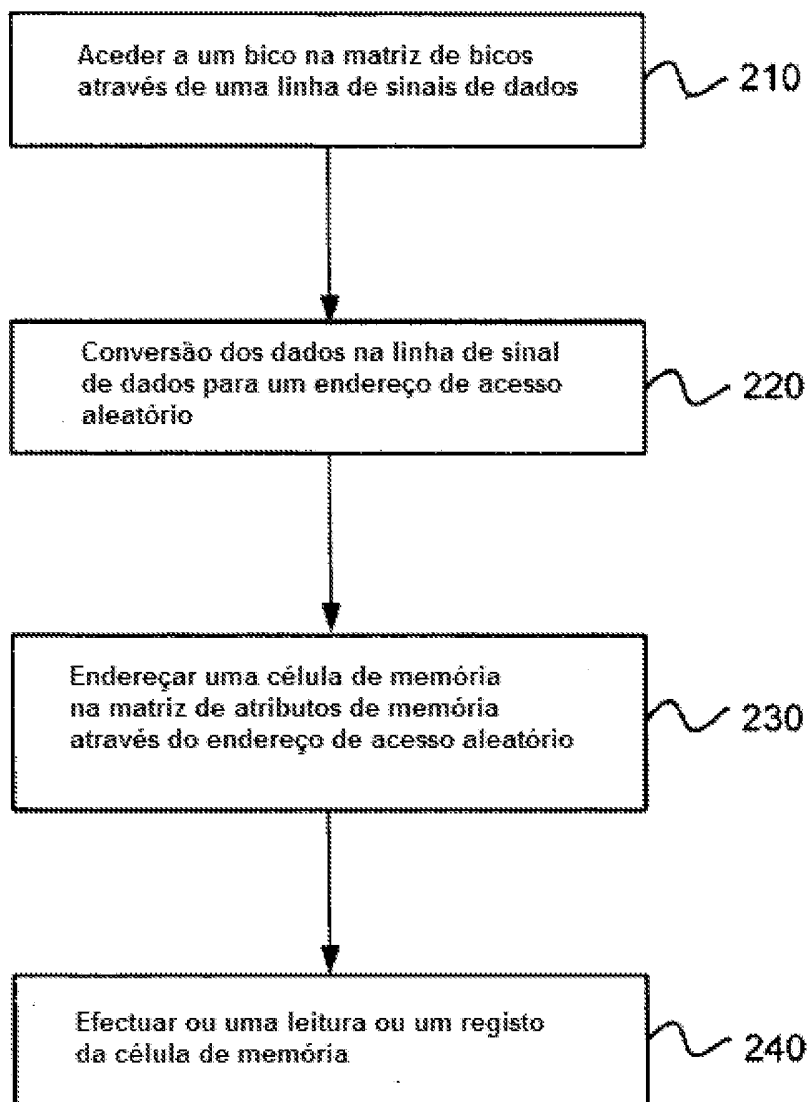 Aceder a um bico na matriz de bicos
através de uma linha de sinais de dados
210
Conversão dos dados na linha de sinal
de dados para um endereço de acesso
aleatório
220
Endereçar uma célula de memória
na matriz de atributos de memória
através do endereço de acesso aleatório
230
Efectuar ou uma leitura ou um registo
da célula de memória
240